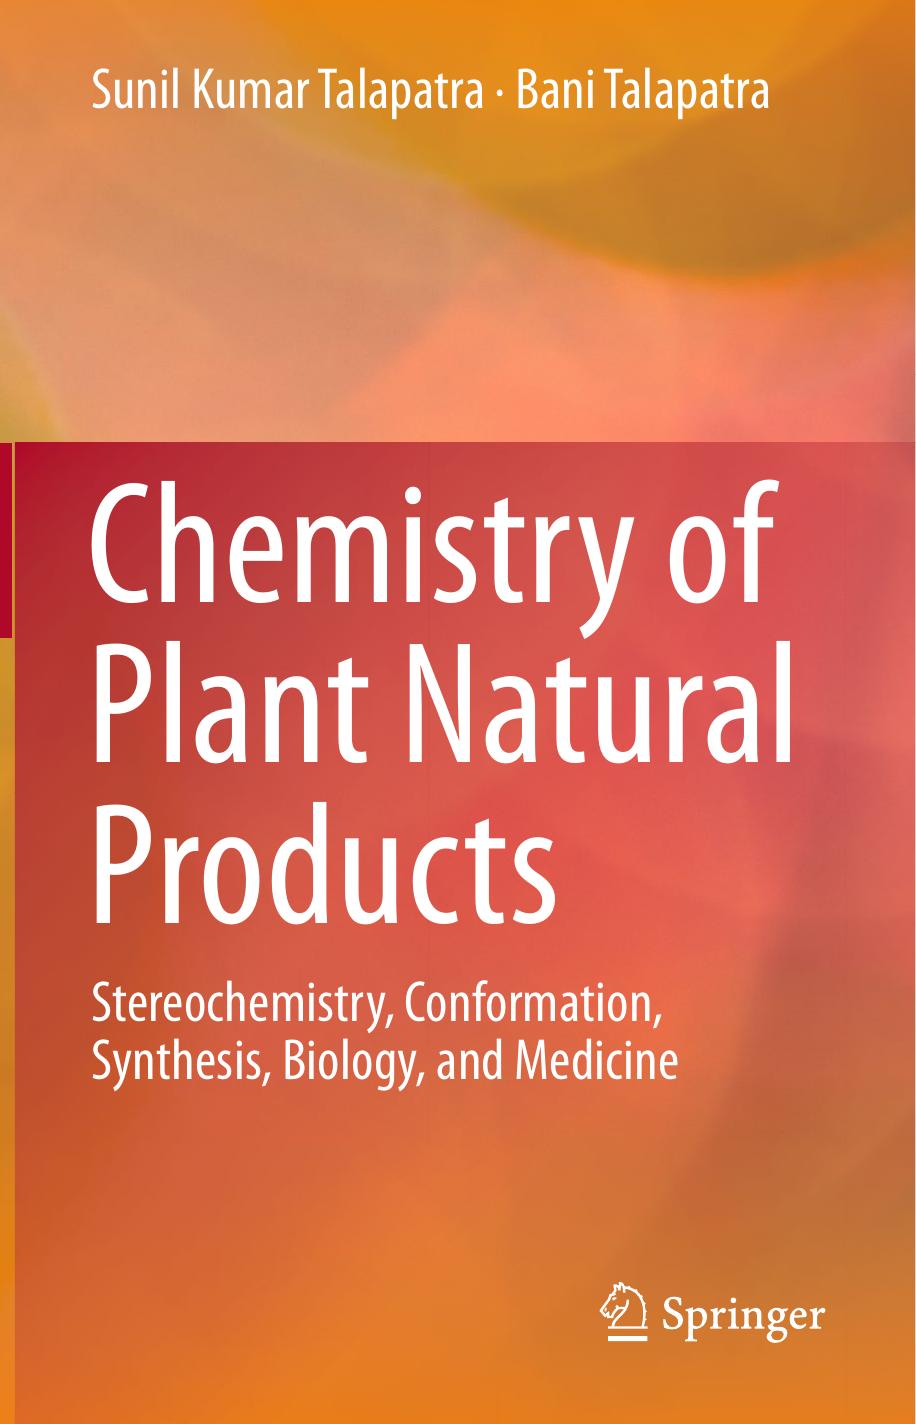 Sunil Kumar Talapatra · Bani Talapatra
Chemistry of
Plant Natural
Products
Stereochemistry, Conformation,
Synthesis, Biology, and Medicine
Springer